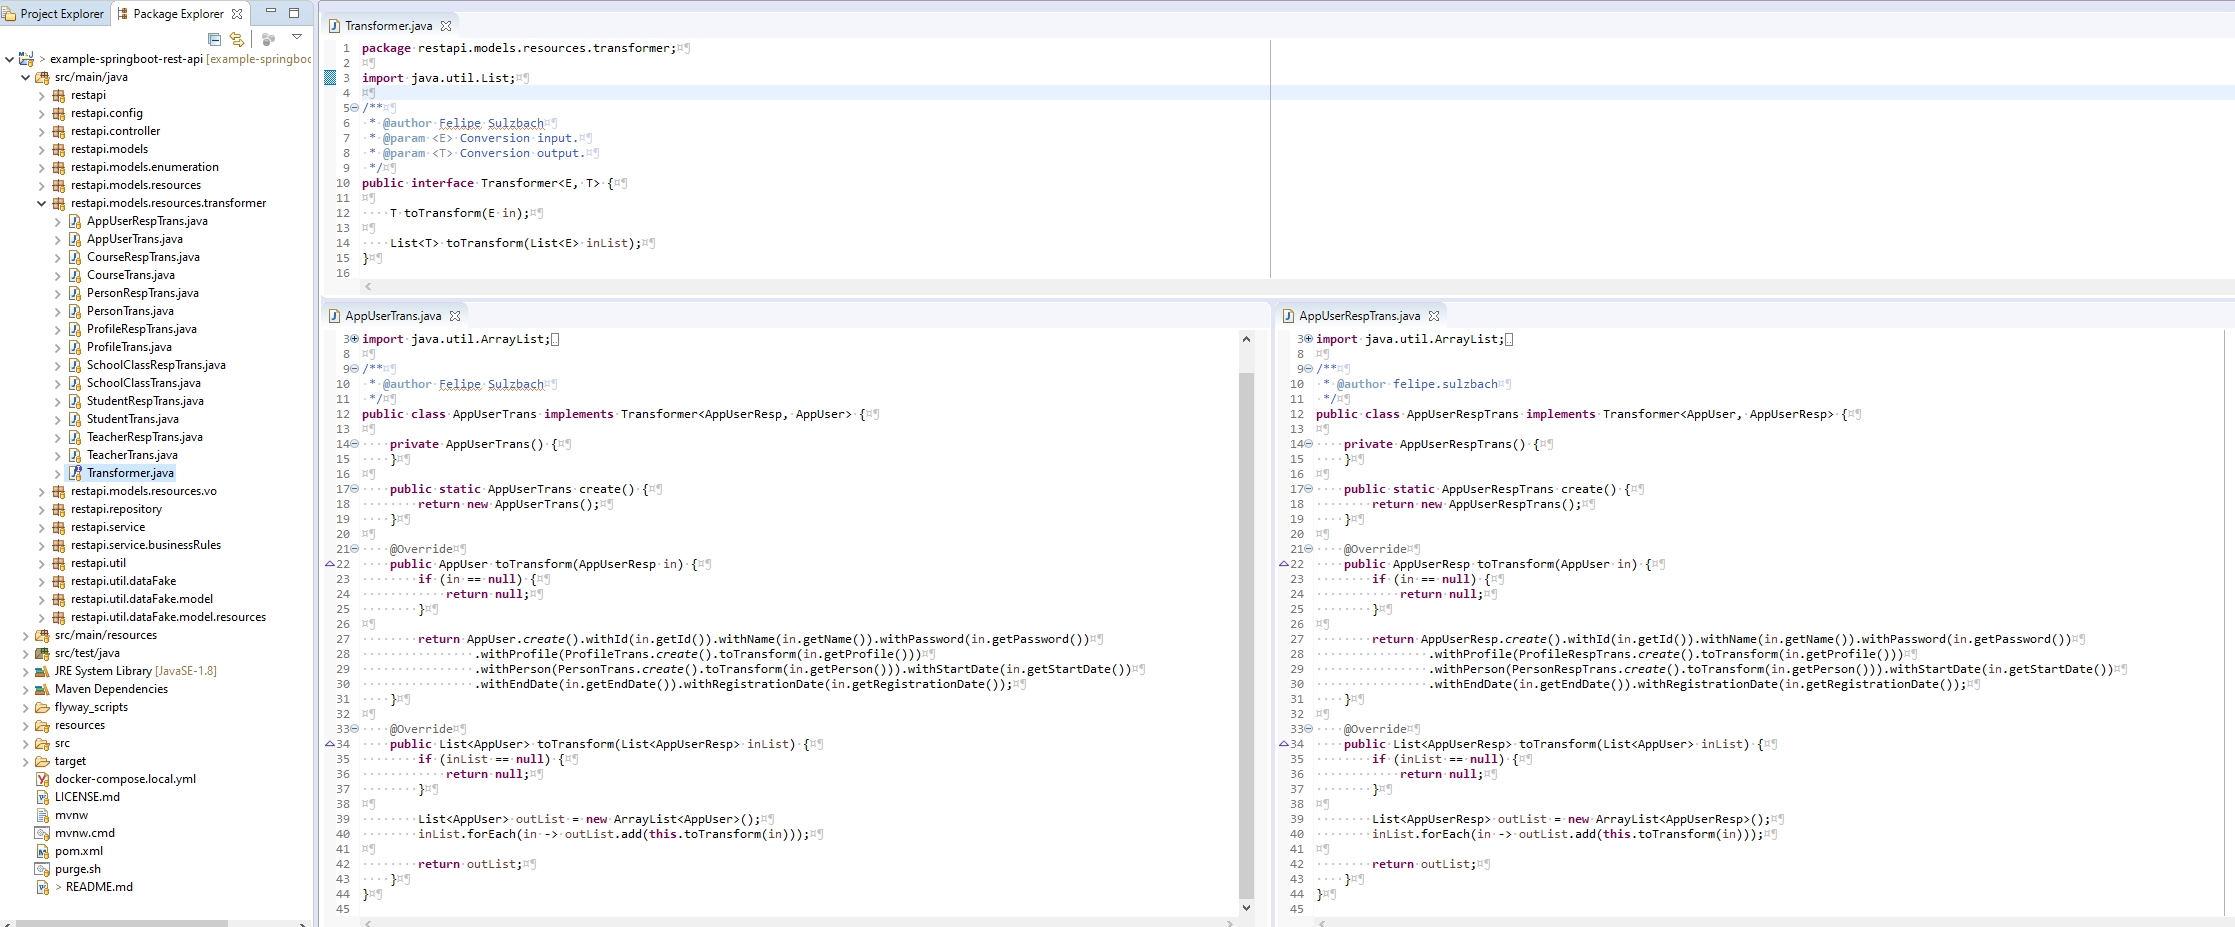 Project Explorer
Package Explorer
> example-springboot-rest-api [example-springboo
src/main/java
restapi
restapi.config
restapi.controller
restapi.models
restapi.models.enumeration
restapi.models.resources
restapi.models.resources.transformer
AppUserRespTrans.java
AppUserTrans.java
CourseRespTrans.java
CourseTrans.java
PersonRespTrans.java
PersonTrans.java
ProfileRespTrans.java
ProfileTrans.java
SchoolClassRespTrans.java
SchoolClassTrans.java
StudentRespTrans.java
StudentTrans.java
TeacherRespTrans.java
TeacherTrans.java
Transformer.java
restapi.models.resources.vo
restapi.repository
restapi.service
restapi.service.businessRules
restapi.util
restapi.util.dataFake
restapi.util.dataFake.model
restapi.util.dataFake.model.resources
src/main/resources
src/test/java
JRE System Library [JavaSE-1.8]
Maven Dependencies
flyway_scripts
resources
src
target
docker-compose.local.yml
LICENSE.md
mvnw
mvnw.cmd
pom.xml
purge.sh
> README.md
Transformer.java
1 package restapi.models.resources.transformer;
2
3 import java.util.List;
4
5 /**
6 * @author Felipe Sulzbach
7 * @param <E> Conversion input.
8 * @param <T> Conversion output.
9 */
10 public interface Transformer<E, T> {
11
12 T toTransform(E in);
13
14 List<T> toTransform(List<E> inList);
15 }
16
AppUserTrans.java
3 import java.util.ArrayList;
8
9 /**
10 * @author Felipe Sulzbach
11 */
12 public class AppUserTrans implements Transformer<AppUserResp, AppUser> {
13
14 private AppUserTrans() {
15 }
16
17 public static AppUserTrans create() {
18 return new AppUserTrans();
19 }
20
21 @Override
22 public AppUser toTransform(AppUserResp in) {
23 if (in == null) {
24 return null;
25 }
26
27 return AppUser.create().withId(in.getId()).withName(in.getName()).withPassword(in.getPassword())
28 .withProfile(ProfileTrans.create().toTransform(in.getProfile()))
29 .withPerson(PersonTrans.create().toTransform(in.getPerson())).withStartDate(in.getStartDate())
30 .withEndDate(in.getEndDate()).withRegistrationDate(in.getRegistrationDate());
31 }
32
33 @Override
34 public List<AppUser> toTransform(List<AppUserResp> inList) {
35 if (inList == null) {
36 return null;
37 }
38
39 List<AppUser> outList = new ArrayList<AppUser>();
40 inList.forEach(in -> outList.add(this.toTransform(in)));
41
42 return outList;
43 }
44 }
45
AppUserRespTrans.java
3 import java.util.ArrayList;
8
9 /**
10 * @author felipe.sulzbach
11 */
12 public class AppUserRespTrans implements Transformer<AppUser, AppUserResp> {
13
14 private AppUserRespTrans() {
15 }
16
17 public static AppUserRespTrans create() {
18 return new AppUserRespTrans();
19 }
20
21 @Override
22 public AppUserResp toTransform(AppUser in) {
23 if (in == null) {
24 return null;
25 }
26
27 return AppUserResp.create().withId(in.getId()).withName(in.getName()).withPassword(in.getPassword())
28 .withProfile(ProfileRespTrans.create().toTransform(in.getProfile()))
29 .withPerson(PersonRespTrans.create().toTransform(in.getPerson())).withStartDate(in.getStartDate())
30 .withEndDate(in.getEndDate()).withRegistrationDate(in.getRegistrationDate());
31 }
32
33 @Override
34 public List<AppUserResp> toTransform(List<AppUser> inList) {
35 if (inList == null) {
36 return null;
37 }
38
39 List<AppUserResp> outList = new ArrayList<AppUserResp>();
40 inList.forEach(in -> outList.add(this.toTransform(in)));
41
42 return outList;
43 }
44 }
45